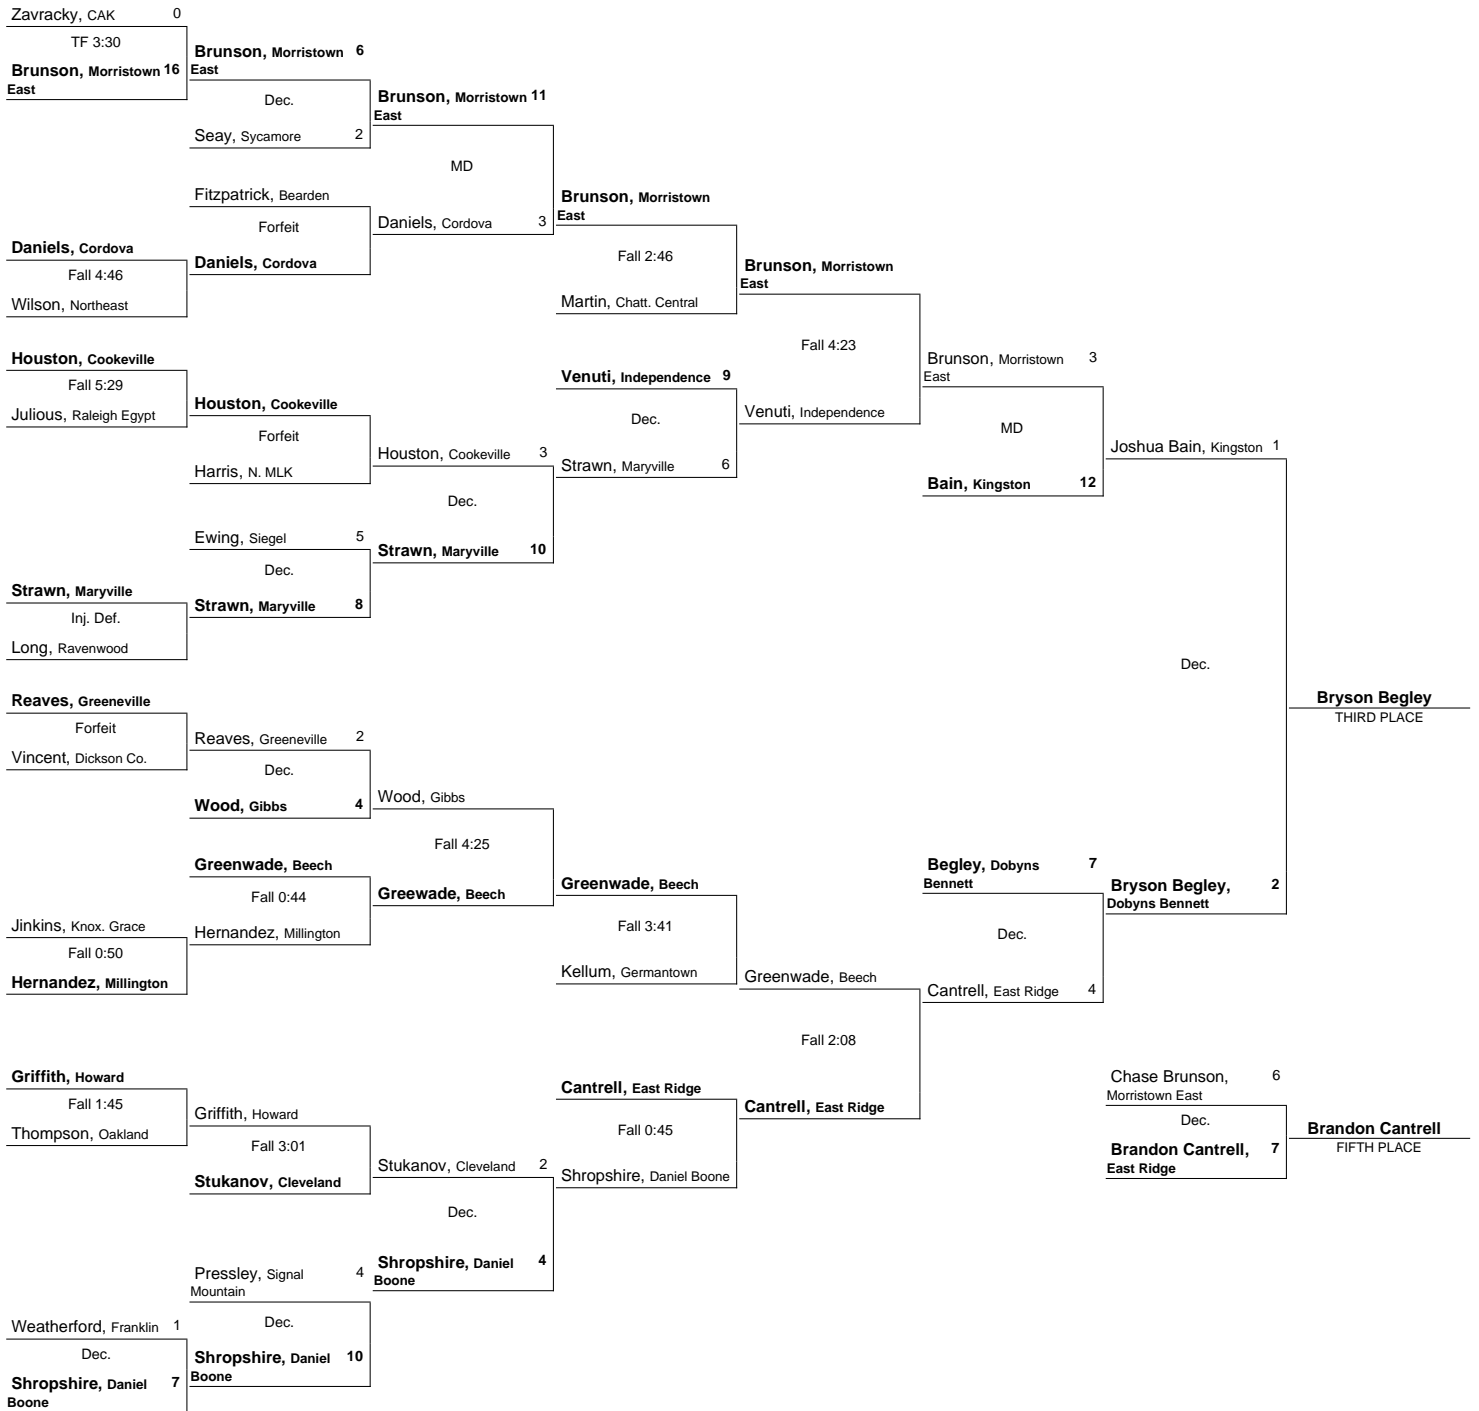 Zavracky, CAK 0
TF 3:30
Brunson, Morristown 16
East
Daniels, Cordova
Fall 4:46
Wilson, Northeast
Houston, Cookeville
Fall 5:29
Julious, Raleigh Egypt
Strawn, Maryville
Inj. Def.
Long, Ravenwood
Reaves, Greeneville
Forfeit
Vincent, Dickson Co.
Jinkins, Knox. Grace
Fall 0:50
Hernandez, Millington
Griffith, Howard
Fall 1:45
Thompson, Oakland
Weatherford, Franklin 1
Dec.
Shropshire, Daniel 7
Boone
Brunson, Morristown 6
East
Dec.
Seay, Sycamore 2
Fitzpatrick, Bearden
Forfeit
Daniels, Cordova
Houston, Cookeville
Forfeit
Harris, N. MLK
Ewing, Siegel 5
Dec.
Strawn, Maryville 8
Reaves, Greeneville 2
Dec.
Wood, Gibbs 4
Greenwade, Beech
Fall 0:44
Hernandez, Millington
Griffith, Howard
Fall 3:01
Stukanov, Cleveland
Pressley, Signal 4
Mountain
Dec.
Shropshire, Daniel 10
Boone
Brunson, Morristown 11
East
MD
Daniels, Cordova 3
Houston, Cookeville 3
Dec.
Strawn, Maryville 10
Wood, Gibbs
Fall 4:25
Greewade, Beech
Stukanov, Cleveland 2
Dec.
Shropshire, Daniel 4
Boone
Brunson, Morristown
East
Fall 2:46
Martin, Chatt. Central
Venuti, Independence 9
Dec.
Strawn, Maryville 6
Greenwade, Beech
Fall 3:41
Kellum, Germantown
Cantrell, East Ridge
Fall 0:45
Shropshire, Daniel Boone
Brunson, Morristown
East
Fall 4:23
Venuti, Independence
Greenwade, Beech
Fall 2:08
Cantrell, East Ridge
Brunson, Morristown 3
East
MD
Bain, Kingston 12
Begley, Dobyns 7
Bennett
Dec.
Cantrell, East Ridge 4
Joshua Bain, Kingston 1
Dec.
Bryson Begley, 2
Dobyns Bennett
Bryson Begley
THIRD PLACE
Chase Brunson, 6
Morristown East
Dec.
Brandon Cantrell, 7
East Ridge
Brandon Cantrell
FIFTH PLACE